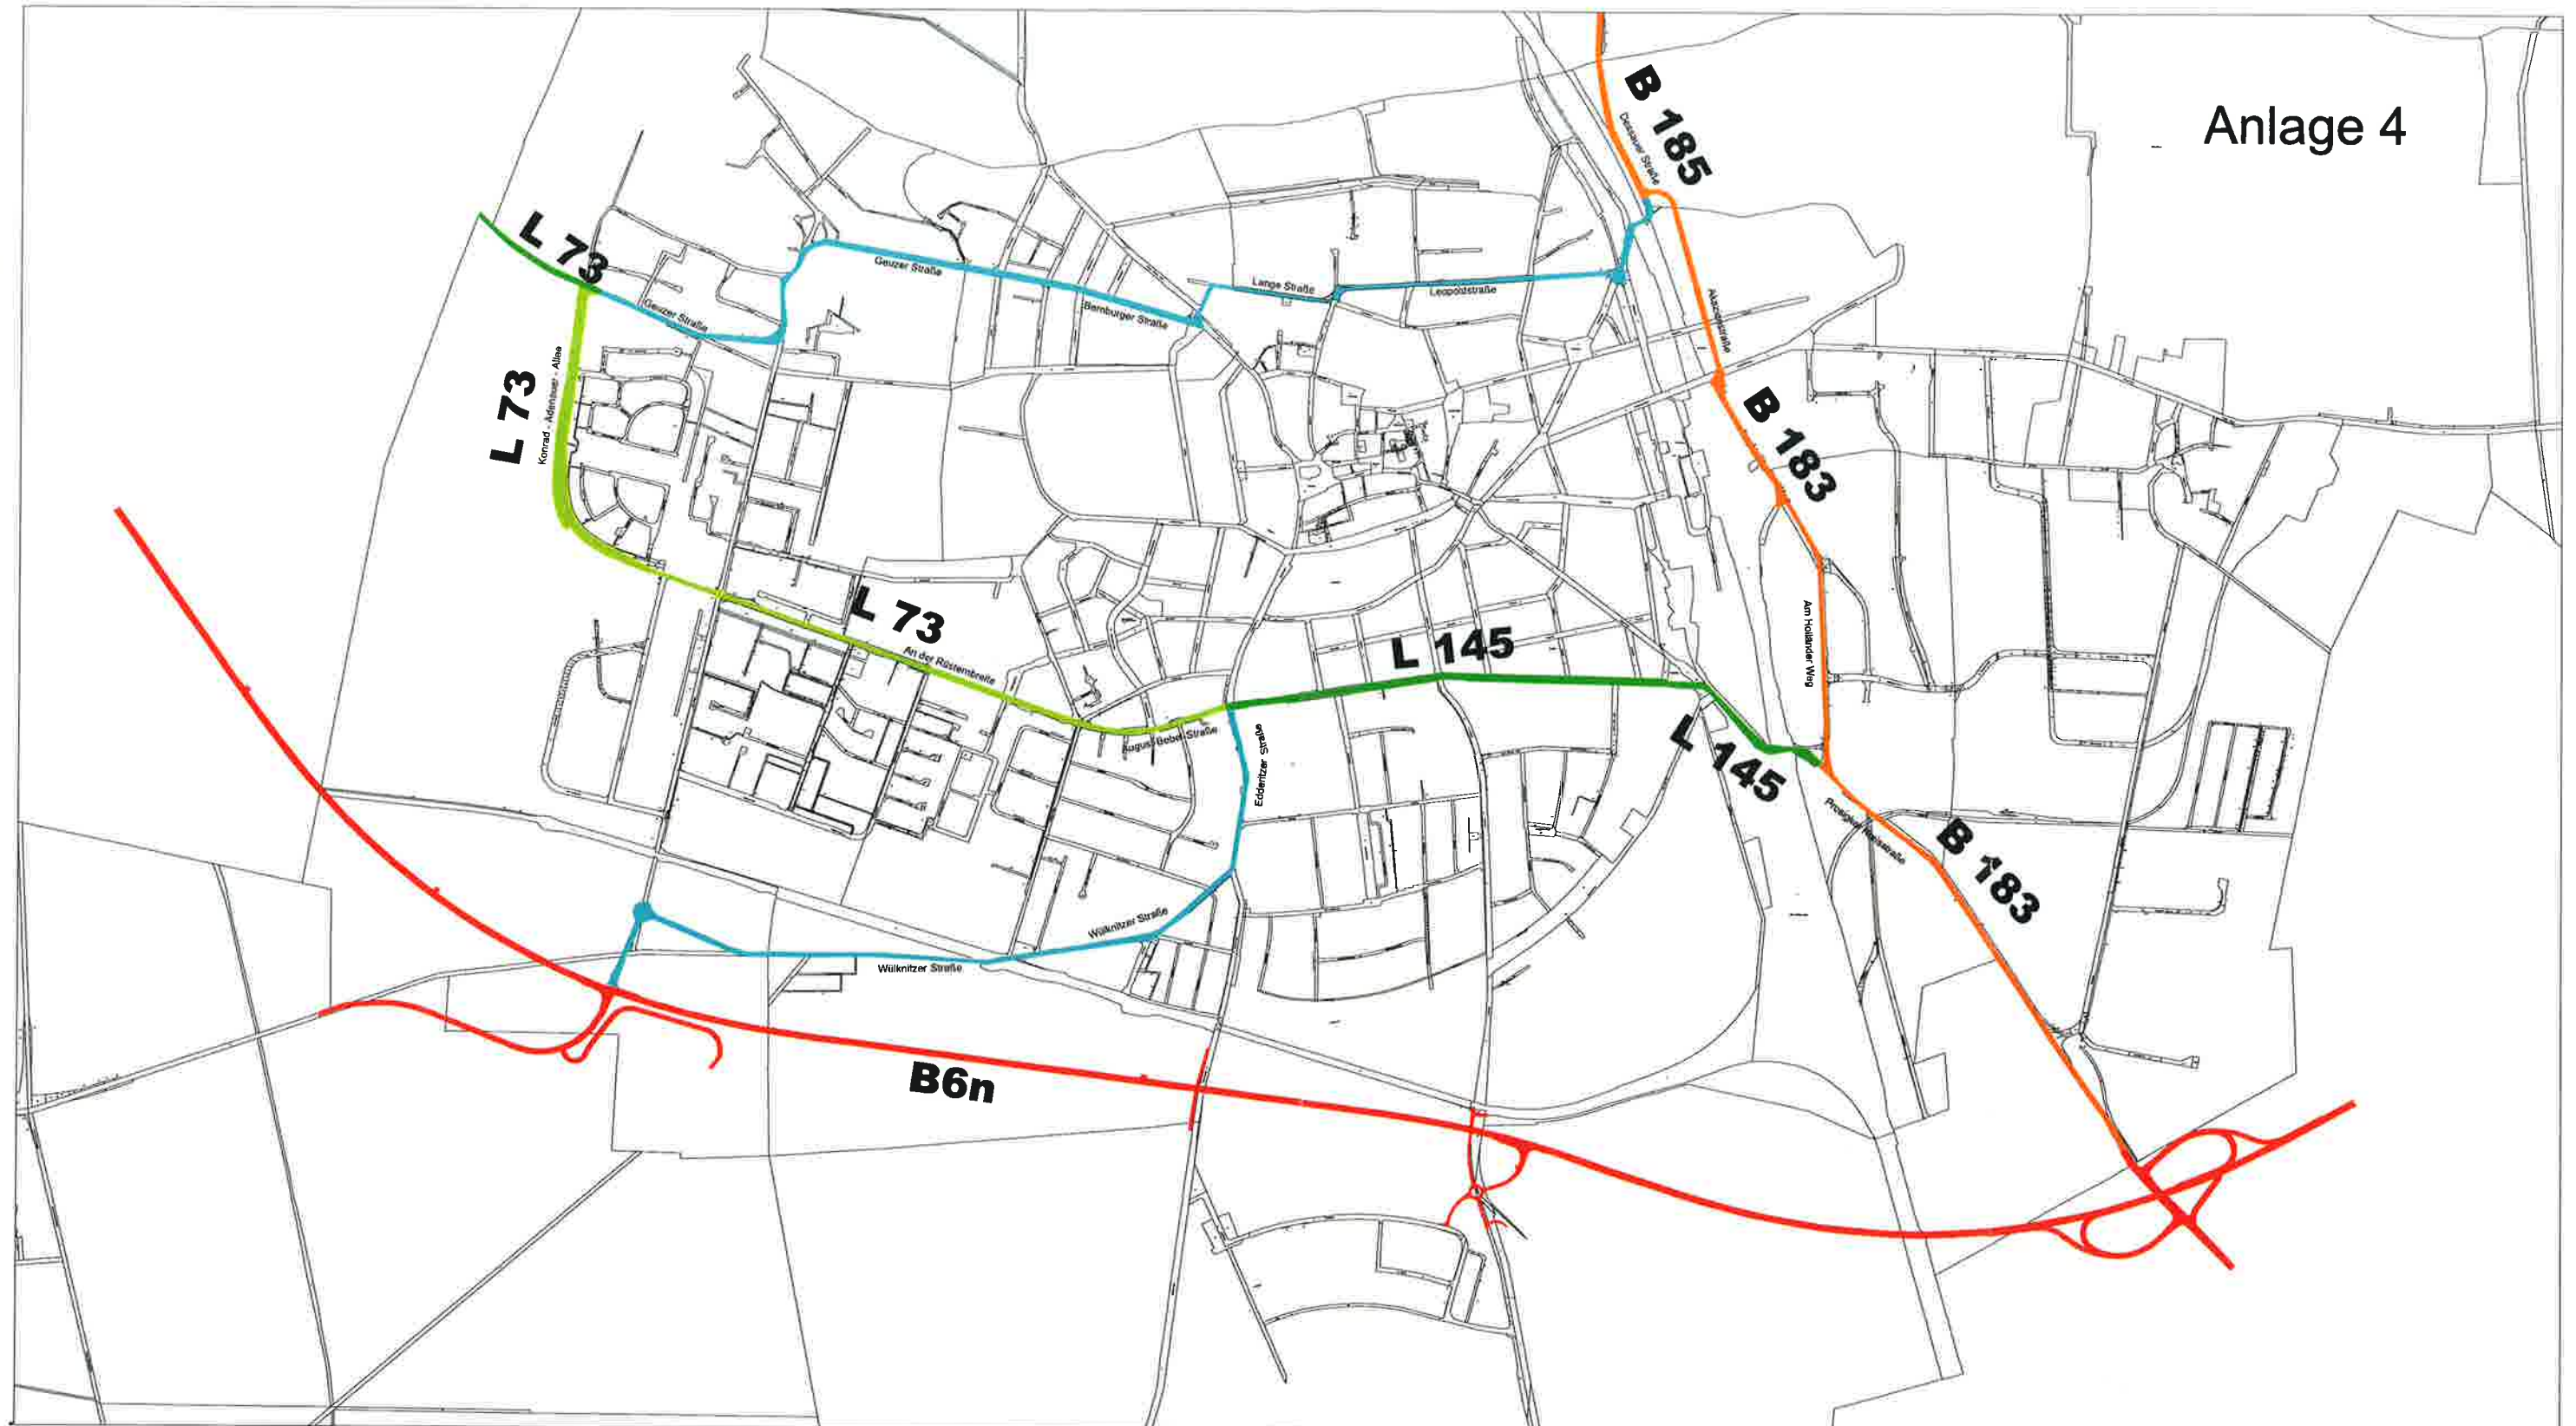 Anlage 4
B 185
Dessauer Straße
L 73
Geuzer Straße
Geuzer Straße
Bernburger Straße
Lange Straße
Leopoldstraße
Akazienstraße
L 73
Konrad - Adenauer - Allee
B 183
L 73
An der Rüsternbreite
Am Holländer Weg
L 145
August-Bebel-Straße
Edderitzer Straße
L 145
B 183
Wülknitzer Straße
Wülknitzer Straße
B6n